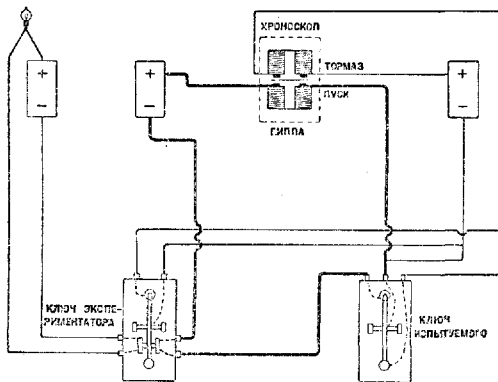 ХРОНОСКОП
ТОРМАЗ
ПУСК
ГИППА
+
−
+
−
+
−
КЛЮЧ ЭКСПЕ-
РИМЕНТАТОРА
КЛЮЧ
ИСПЫТУЕМОГО